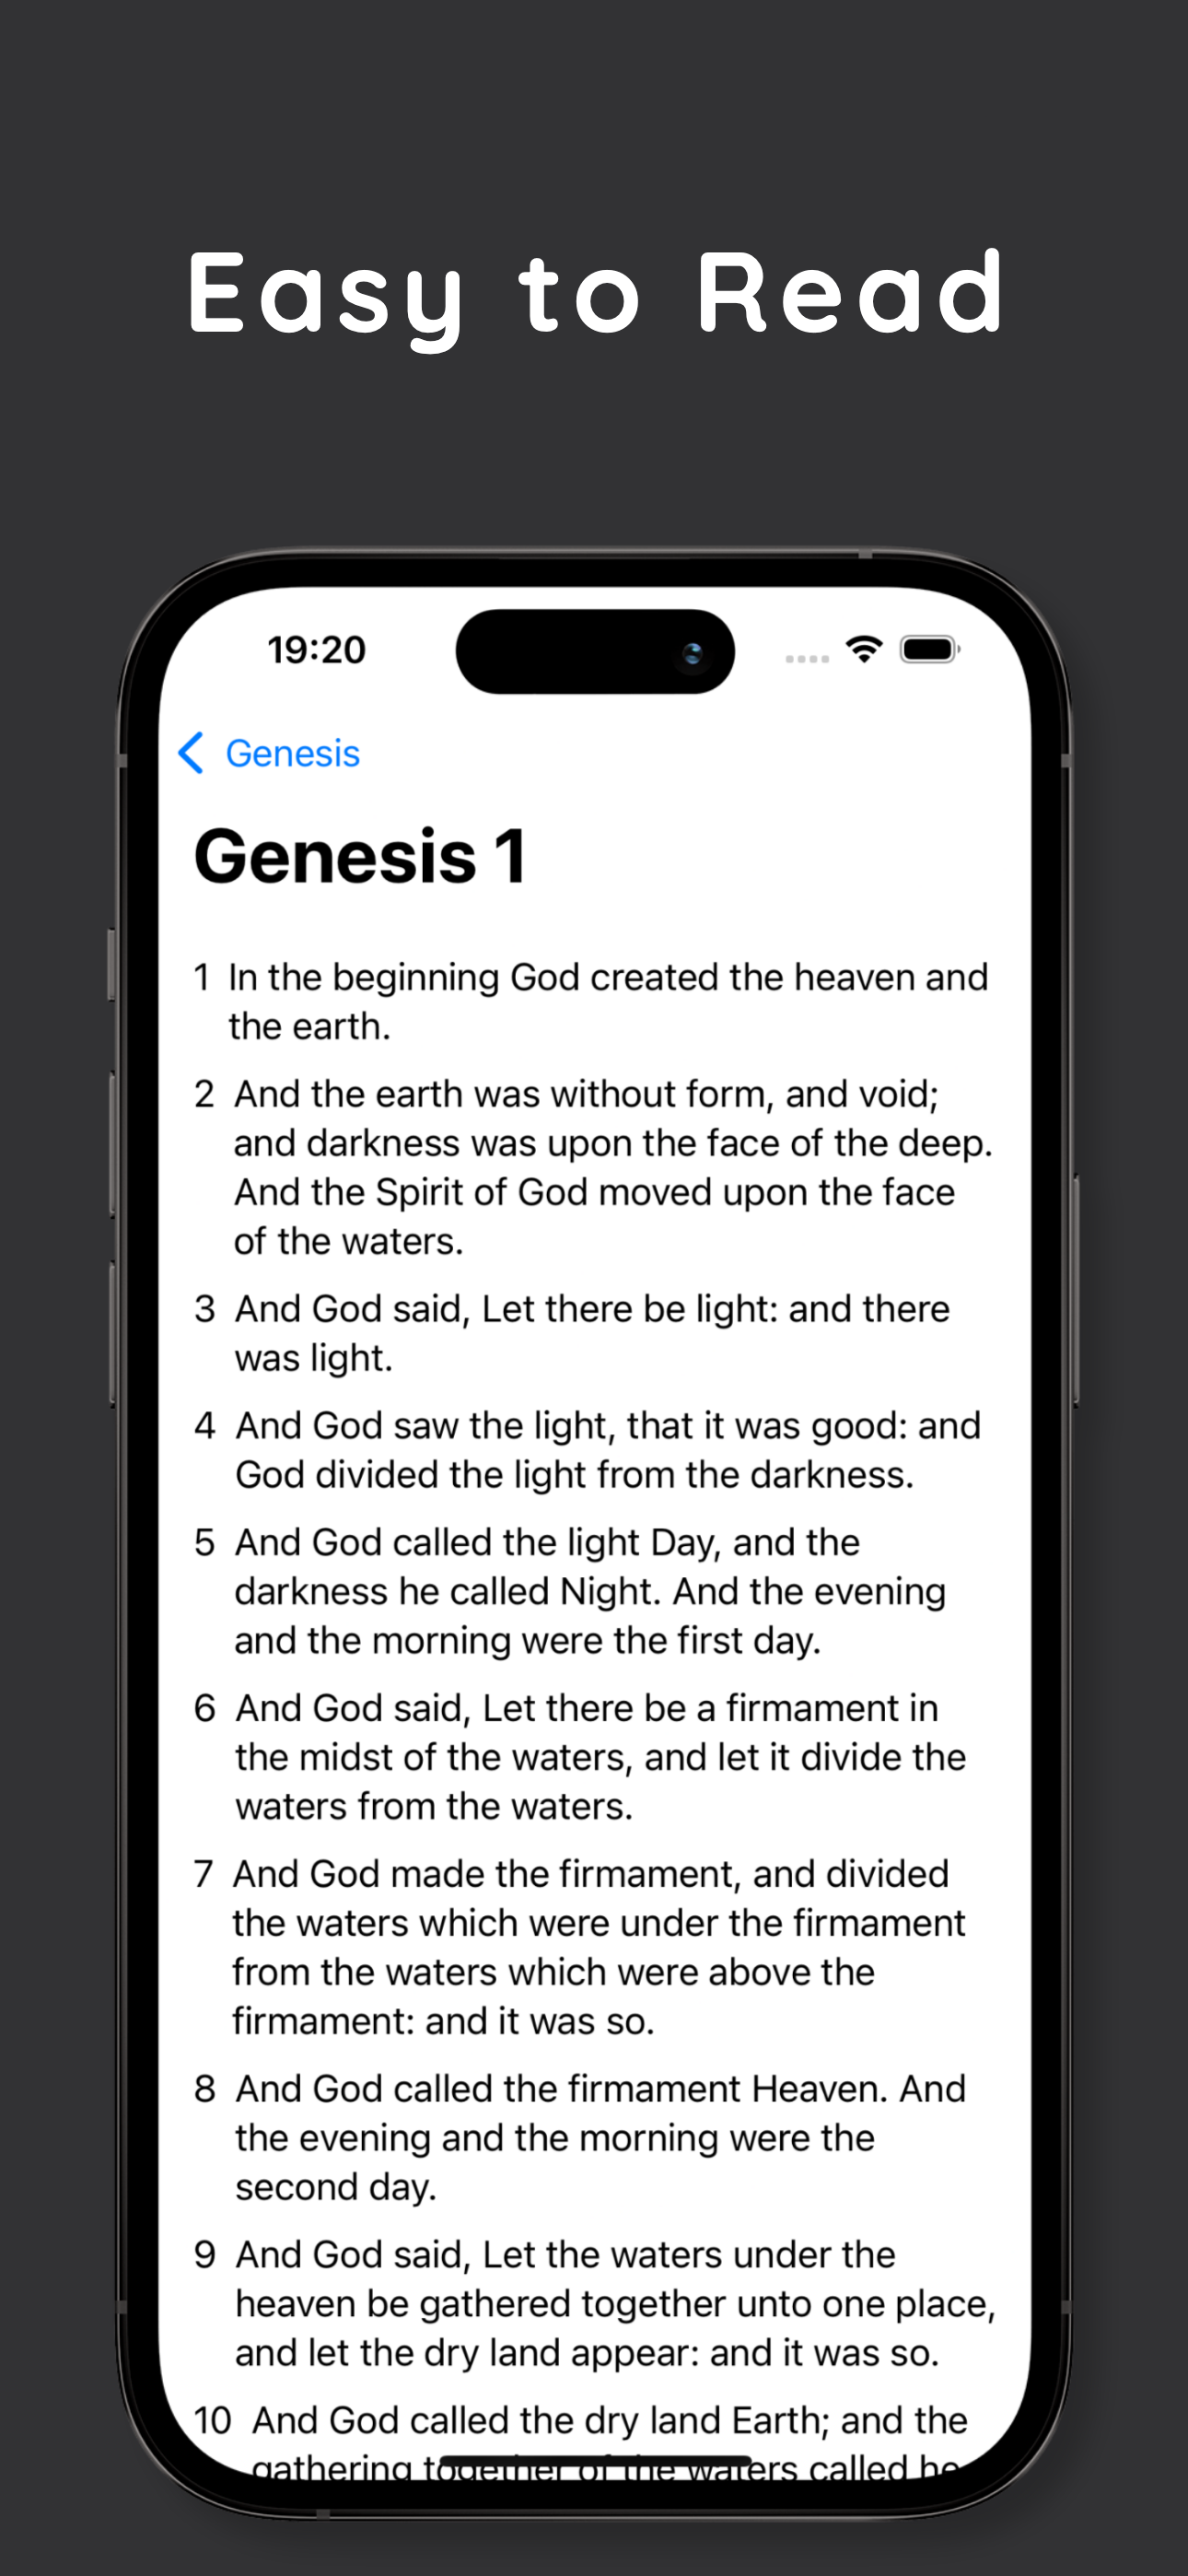 Easy to Read
19:20
Genesis
Genesis 1
1 In the beginning God created the heaven and
the earth.
2 And the earth was without form, and void;
and darkness was upon the face of the deep.
And the Spirit of God moved upon the face
of the waters.
3 And God said, Let there be light: and there
was light.
4 And God saw the light, that it was good: and
God divided the light from the darkness.
5 And God called the light Day, and the
darkness he called Night. And the evening
and the morning were the first day.
6 And God said, Let there be a firmament in
the midst of the waters, and let it divide the
waters from the waters.
7 And God made the firmament, and divided
the waters which were under the firmament
from the waters which were above the
firmament: and it was so.
8 And God called the firmament Heaven. And
the evening and the morning were the
second day.
9 And God said, Let the waters under the
heaven be gathered together unto one place,
and let the dry land appear: and it was so.
10 And God called the dry land Earth; and the
gathering together of the waters called he